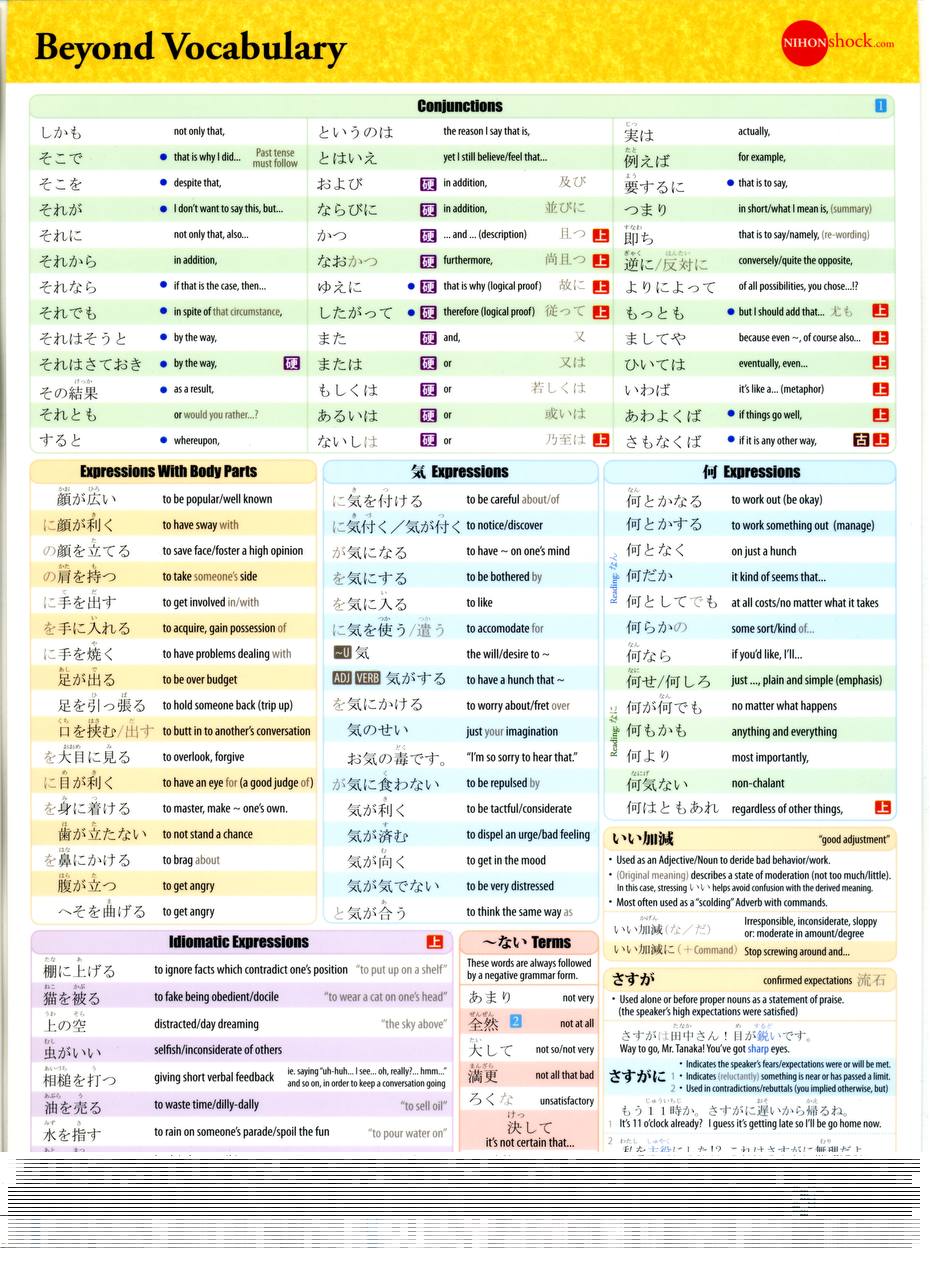 Beyond Vocabulary
NIHONshock.com
Conjunctions
1
しかも not only that,
そこで ● that is why I did... Past tense must follow
そこを ● despite that,
それが ● I don't want to say this, but...
それに not only that, also...
それから in addition,
それなら ● if that is the case, then...
それでも ● in spite of that circumstance,
それはそうと ● by the way,
それはさておき ● by the way, 硬
その結果 ● as a result,
それとも or would you rather...?
すると ● whereupon,
というのは the reason I say that is,
とはいえ yet I still believe/feel that...
および 硬 in addition, 及び
ならびに 硬 in addition, 並びに
かつ 硬 ... and ... (description) 且つ 上
なおかつ 硬 furthermore, 尚且つ 上
ゆえに ● 硬 that is why (logical proof) 故に 上
したがって ● 硬 therefore (logical proof) 従って 上
また 硬 and, 又
または 硬 or 又は
もしくは 硬 or 若しくは
あるいは 硬 or 或いは
ないしは 硬 or 乃至は 上
実は actually,
例えば for example,
要するに ● that is to say,
つまり in short/what I mean is, (summary)
即ち that is to say/namely, (re-wording)
逆に/反対に conversely/quite the opposite,
よりによって of all possibilities, you chose...!?
もっとも ● but I should add that... 尤も 上
ましてや because even ~, of course also... 上
ひいては eventually, even... 上
いわば it's like a... (metaphor) 上
あわよくば ● if things go well, 上
さもなくば ● if it is any other way, 古 上
Expressions With Body Parts
顔が広い to be popular/well known
に顔が利く to have sway with
の顔を立てる to save face/foster a high opinion
の肩を持つ to take someone's side
に手を出す to get involved in/with
を手に入れる to acquire, gain possession of
に手を焼く to have problems dealing with
足が出る to be over budget
足を引っ張る to hold someone back (trip up)
口を挟む/出す to butt in to another's conversation
を大目に見る to overlook, forgive
に目が利く to have an eye for (a good judge of)
を身に着ける to master, make ~ one's own.
歯が立たない to not stand a chance
を鼻にかける to brag about
腹が立つ to get angry
へそを曲げる to get angry
気 Expressions
に気を付ける to be careful about/of
に気付く／気が付く to notice/discover
が気になる to have ~ on one's mind
を気にする to be bothered by
を気に入る to like
に気を使う/遣う to accomodate for
~U 気 the will/desire to ~
ADJ VERB 気がする to have a hunch that ~
を気にかける to worry about/fret over
気のせい just your imagination
お気の毒です。 "I'm so sorry to hear that."
が気に食わない to be repulsed by
気が利く to be tactful/considerate
気が済む to dispel an urge/bad feeling
気が向く to get in the mood
気が気でない to be very distressed
と気が合う to think the same way as
何 Expressions
Reading: なん
何とかなる to work out (be okay)
何とかする to work something out (manage)
何となく on just a hunch
何だか it kind of seems that...
何としてでも at all costs/no matter what it takes
何らかの some sort/kind of...
何なら if you'd like, I'll...
Reading: なに
何せ/何しろ just ..., plain and simple (emphasis)
何が何でも no matter what happens
何もかも anything and everything
何より most importantly,
何気ない non-chalant
何はともあれ regardless of other things, 上
いい加減 "good adjustment"
• Used as an Adjective/Noun to deride bad behavior/work.
• (Original meaning) describes a state of moderation (not too much/little).
In this case, stressing いい helps avoid confusion with the derived meaning.
• Most often used as a "scolding" Adverb with commands.
いい加減(な／だ) Irresponsible, inconsiderate, sloppy
or: moderate in amount/degree
いい加減に(＋Command) Stop screwing around and...
さすが confirmed expectations 流石
• Used alone or before proper nouns as a statement of praise.
(the speaker's high expectations were satisfied)
さすがは田中さん！目が鋭いです。
Way to go, Mr. Tanaka! You've got sharp eyes.
さすがに
• Indicates the speaker's fears/expectations were or will be met.
1 • Indicates (reluctantly) something is near or has passed a limit.
2 • Used in contradictions/rebuttals (you implied otherwise, but)
もう１１時か。さすがに遅いから帰るね。
1 It's 11 o'clock already? I guess it's getting late so I'll be go home now.
2 私を主役にした!? これはさすがに無理だよ
Idiomatic Expressions 上
棚に上げる to ignore facts which contradict one's position "to put up on a shelf"
猫を被る to fake being obedient/docile "to wear a cat on one's head"
上の空 distracted/day dreaming "the sky above"
虫がいい selfish/inconsiderate of others
相槌を打つ giving short verbal feedback ie. saying "uh-huh... I see... oh, really?... hmm..."
and so on, in order to keep a conversation going
油を売る to waste time/dilly-dally "to sell oil"
水を指す to rain on someone's parade/spoil the fun "to pour water on"
～ない Terms
These words are always followed
by a negative grammar form.
あまり not very
全然 2 not at all
大して not so/not very
満更 not all that bad
ろくな unsatisfactory
決して
it's not certain that...